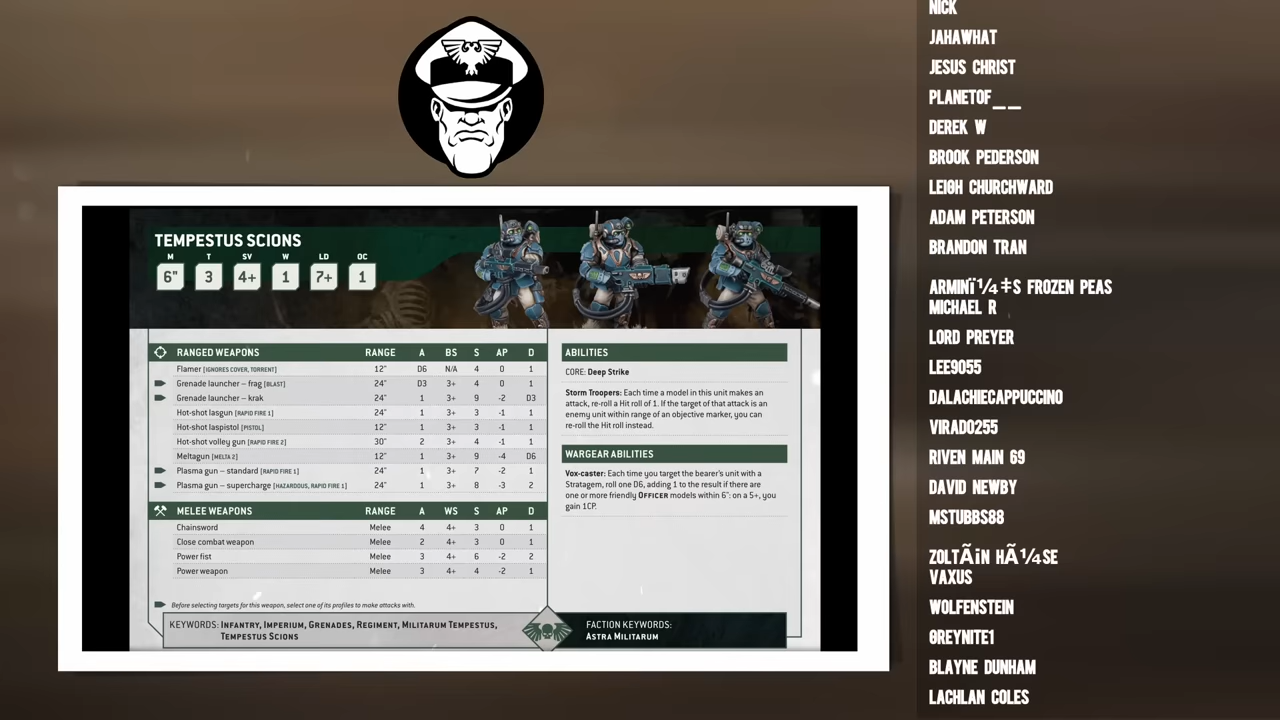 TEMPESTUS SCIONS
M T SV W LD OC
6" 3 4+ 1 7+ 1
RANGED WEAPONS RANGE A BS S AP D
Flamer [IGNORES COVER, TORRENT] 12" D6 N/A 4 0 1
Grenade launcher – frag [BLAST] 24" D3 3+ 4 0 1
Grenade launcher – krak 24" 1 3+ 9 -2 D3
Hot-shot lasgun [RAPID FIRE 1] 24" 1 3+ 3 -1 1
Hot-shot laspistol [PISTOL] 12" 1 3+ 3 -1 1
Hot-shot volley gun [RAPID FIRE 2] 30" 2 3+ 4 -1 1
Meltagun [MELTA 2] 12" 1 3+ 9 -4 D6
Plasma gun – standard [RAPID FIRE 1] 24" 1 3+ 7 -2 1
Plasma gun – supercharge [HAZARDOUS, RAPID FIRE 1] 24" 1 3+ 8 -3 2
MELEE WEAPONS RANGE A WS S AP D
Chainsword Melee 4 4+ 3 0 1
Close combat weapon Melee 2 4+ 3 0 1
Power fist Melee 3 4+ 6 -2 2
Power weapon Melee 3 4+ 4 -2 1
Before selecting targets for this weapon, select one of its profiles to make attacks with.
KEYWORDS: INFANTRY, IMPERIUM, GRENADES, REGIMENT, MILITARUM TEMPESTUS,
TEMPESTUS SCIONS
ABILITIES
CORE: Deep Strike
Storm Troopers: Each time a model in this unit makes an
attack, re-roll a Hit roll of 1. If the target of that attack is an
enemy unit within range of an objective marker, you can
re-roll the Hit roll instead.
WARGEAR ABILITIES
Vox-caster: Each time you target the bearer's unit with a
Stratagem, roll one D6, adding 1 to the result if there are
one or more friendly OFFICER models within 6": on a 5+, you
gain 1CP.
FACTION KEYWORDS:
ASTRA MILITARUM
NICK
JAHAWHAT
JESUS CHRIST
PLANETOF__
DEREK W
BROOK PEDERSON
LEIGH CHURCHWARD
ADAM PETERSON
BRANDON TRAN
ARMINï¼‡S FROZEN PEAS
MICHAEL R
LORD PREYER
LEE9055
DALACHIECAPPUCCINO
VIRADO255
RIVEN MAIN 69
DAVID NEWBY
MSTUBBS88
ZOLTÃ¡N HÃ¼SE
VAXUS
WOLFENSTEIN
GREYNITE1
BLAYNE DUNHAM
LACHLAN COLES